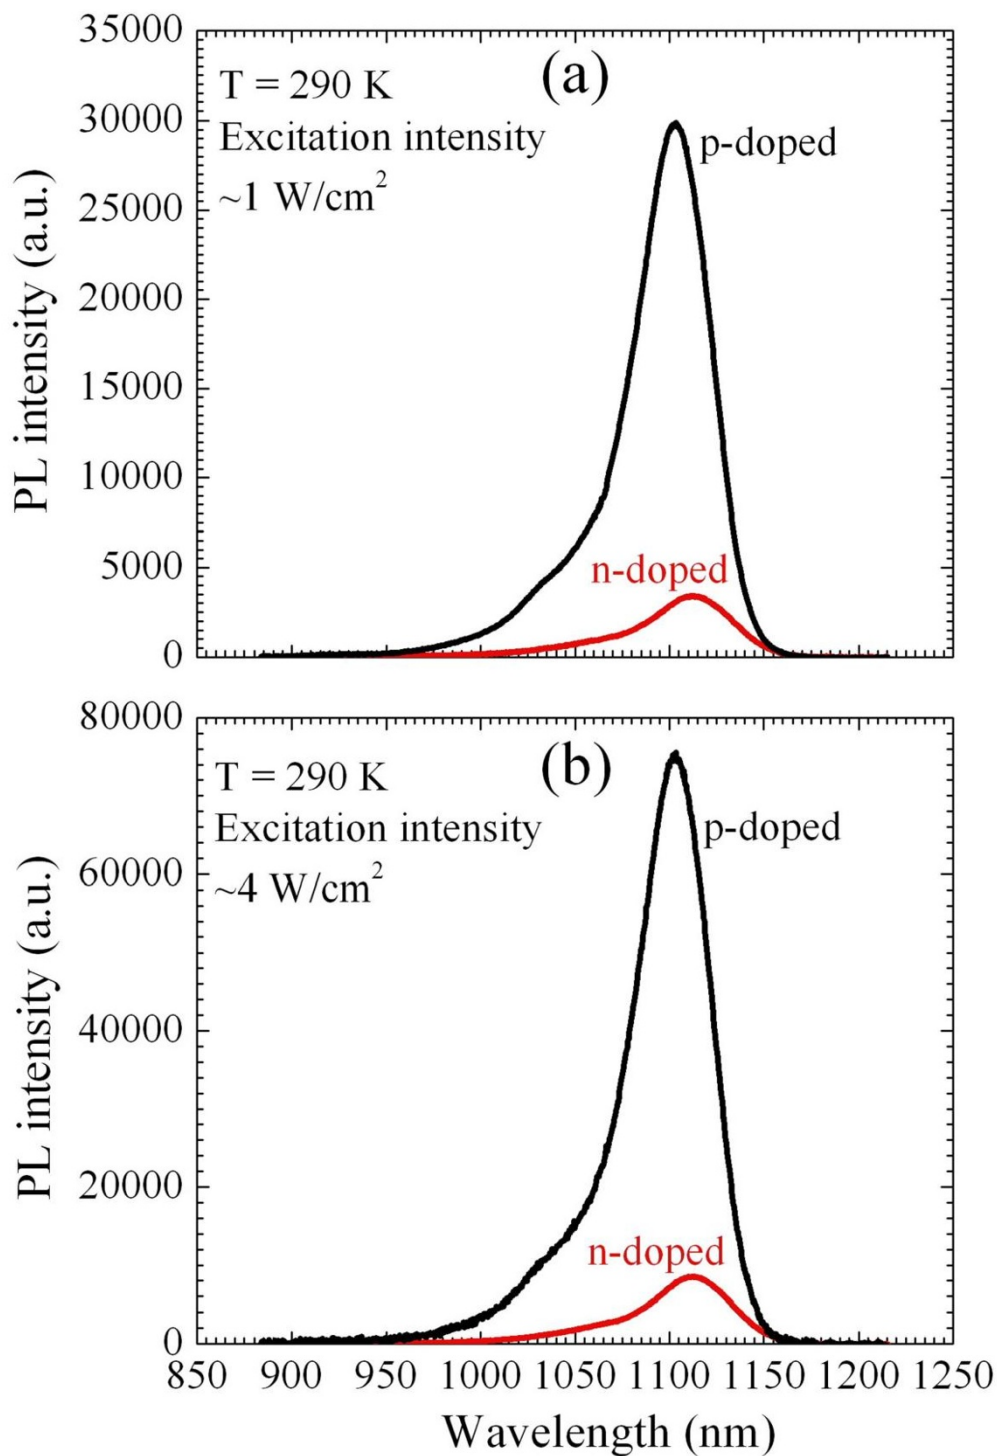 35000
30000
25000
20000
15000
10000
5000
0
PL intensity (a.u.)
T = 290 K
Excitation intensity
~1 W/cm²
(a)
p-doped
n-doped
80000
60000
40000
20000
0
PL intensity (a.u.)
T = 290 K
Excitation intensity
~4 W/cm²
(b)
p-doped
n-doped
850 900 950 1000 1050 1100 1150 1200 1250
Wavelength (nm)